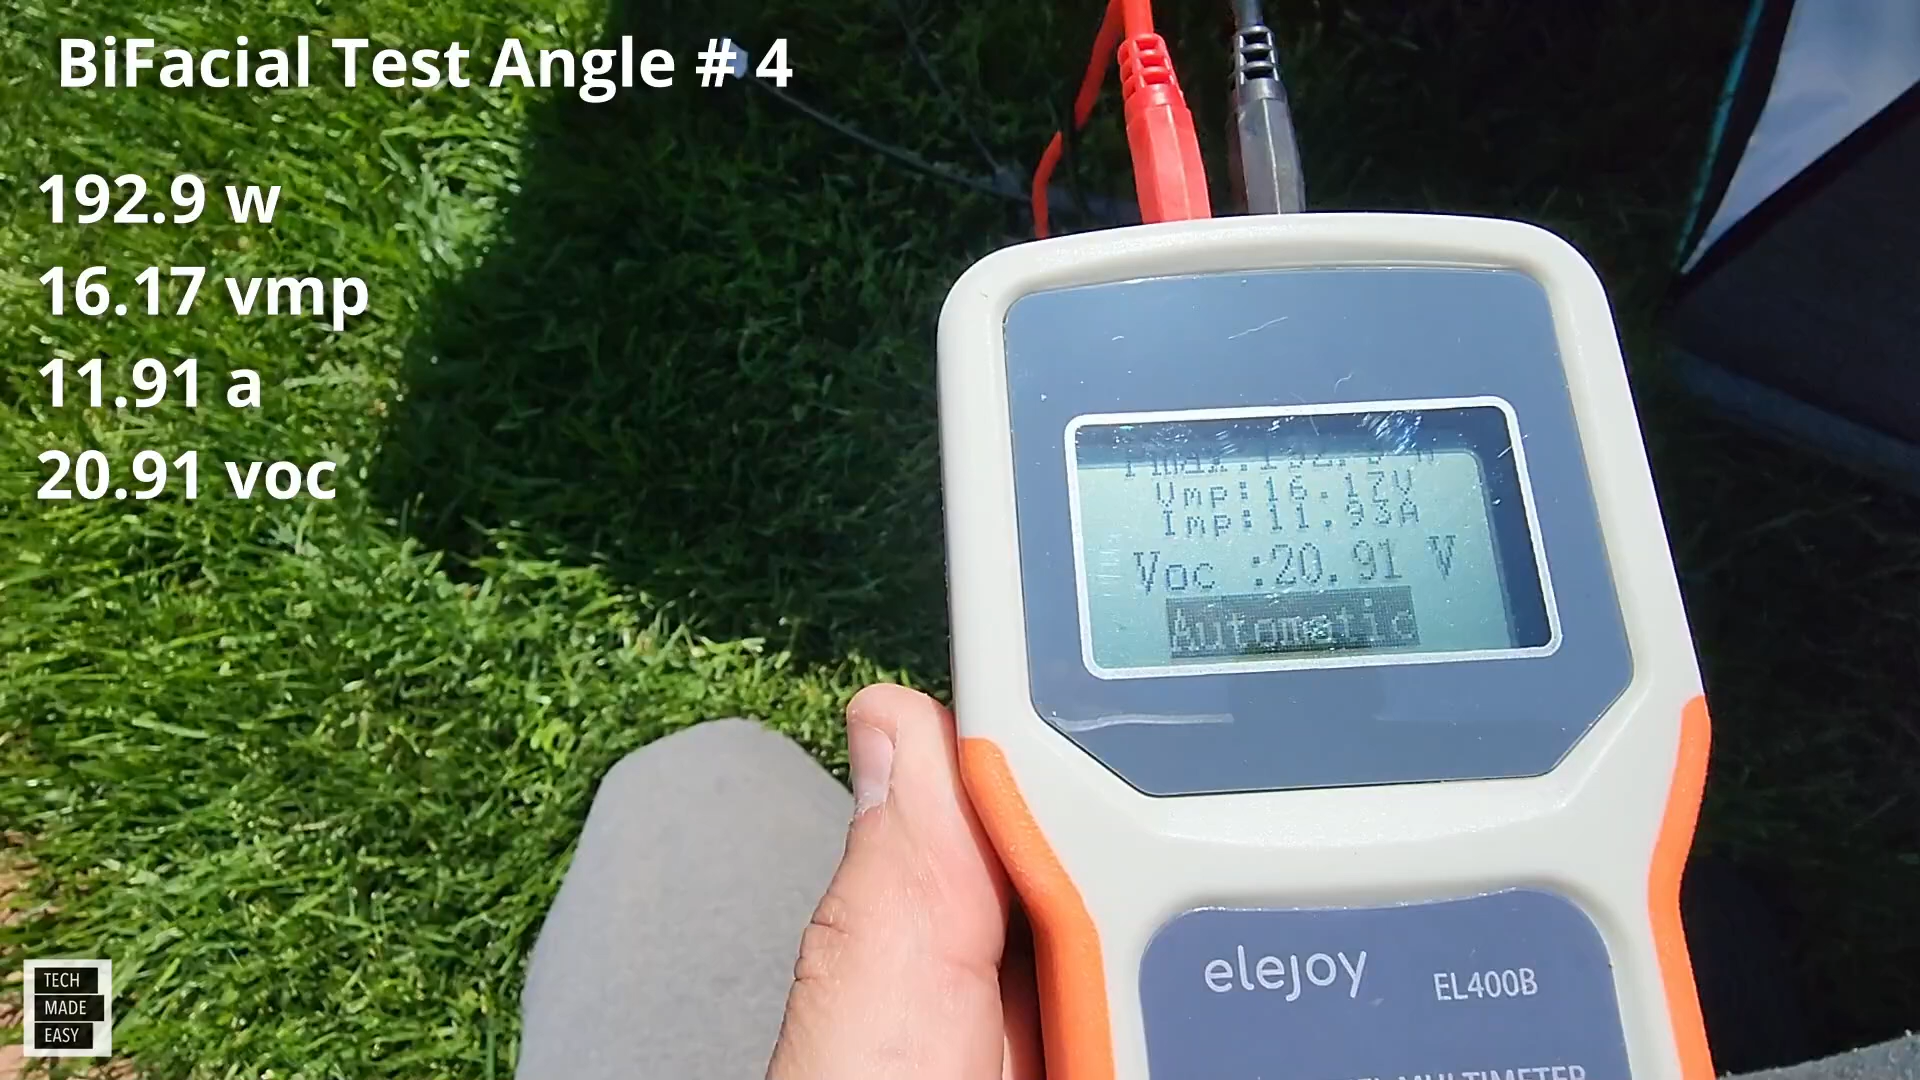 BiFacial Test Angle # 4
192.9 w
16.17 vmp
11.91 a
20.91 voc
Vmp:16.17V
Imp:11.93A
Voc :20.91 V
Automatic
elejoy EL400B
MULTIMETER
TECH
MADE
EASY